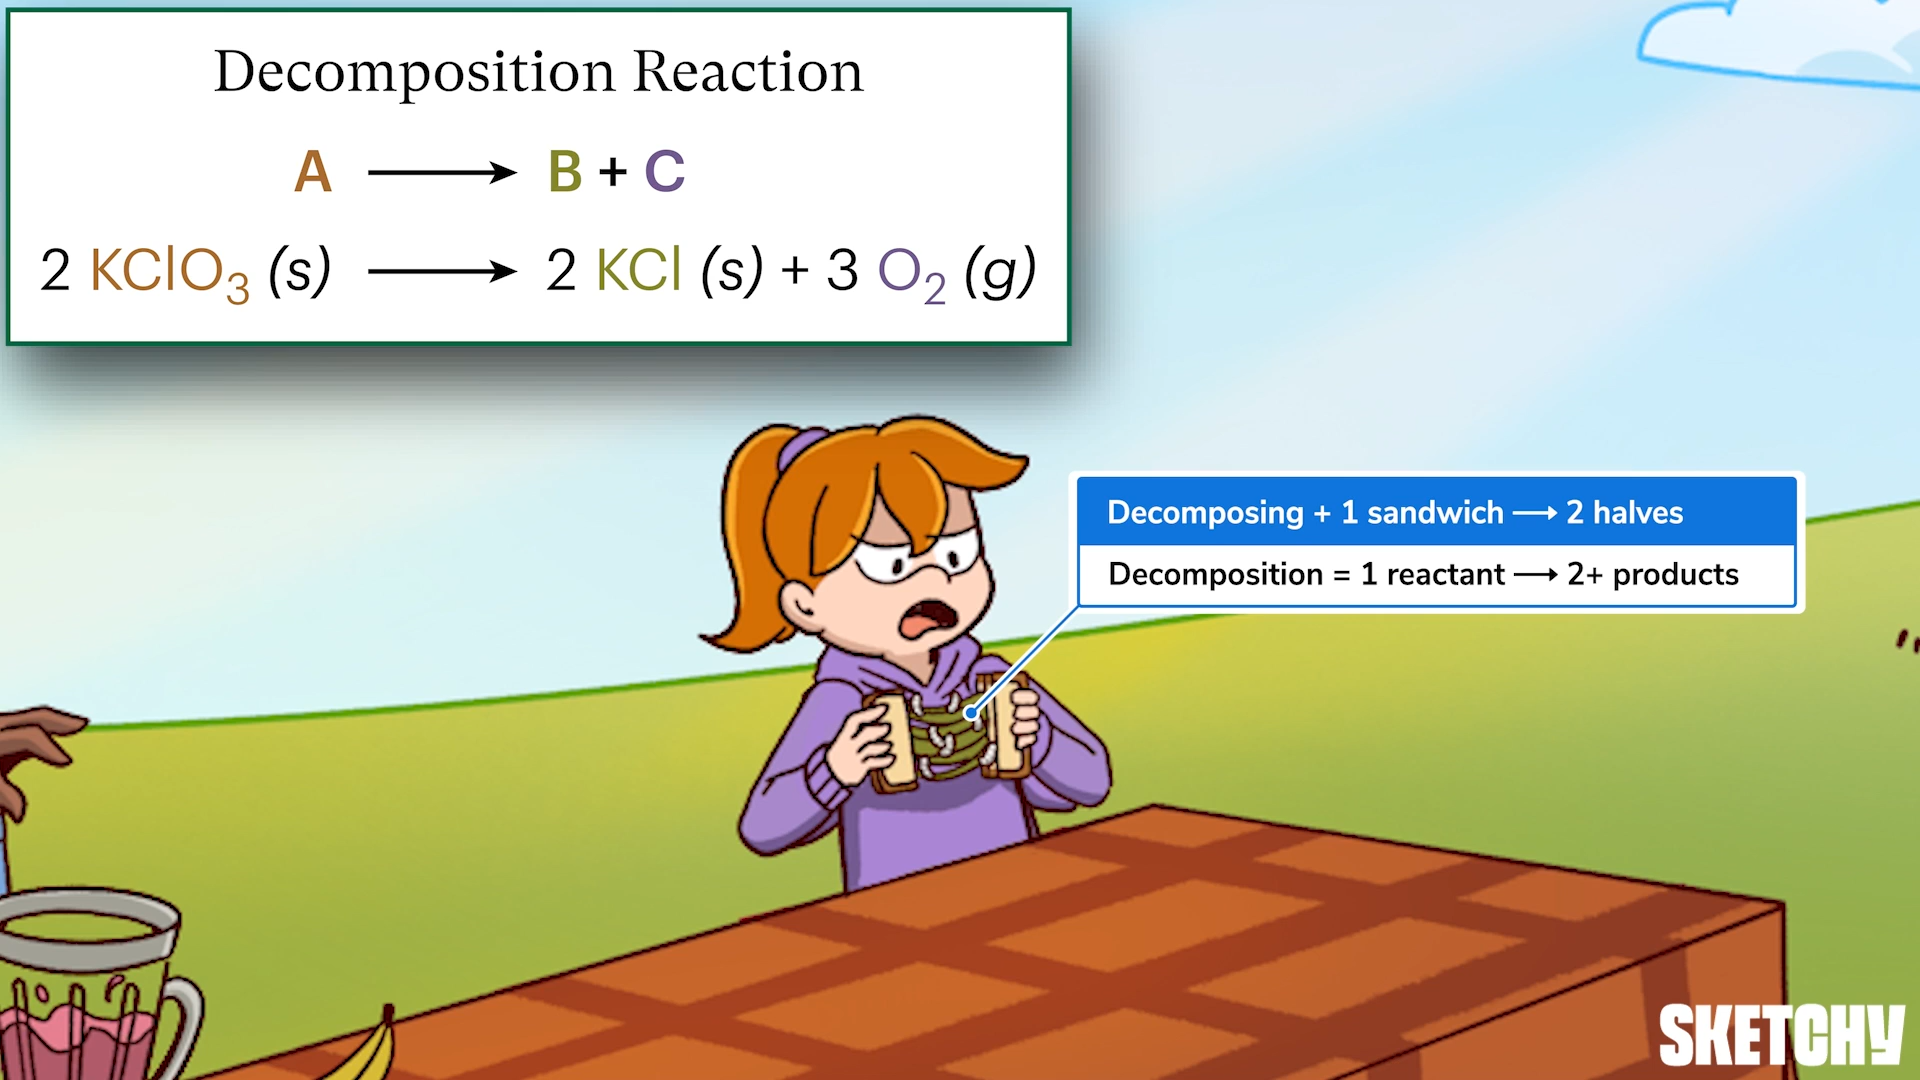 Decomposition Reaction
A ⟶ B + C
2 KClO₃ (s) ⟶ 2 KCl (s) + 3 O₂ (g)
Decomposing + 1 sandwich ⟶ 2 halves
Decomposition = 1 reactant ⟶ 2+ products
SKETCHY